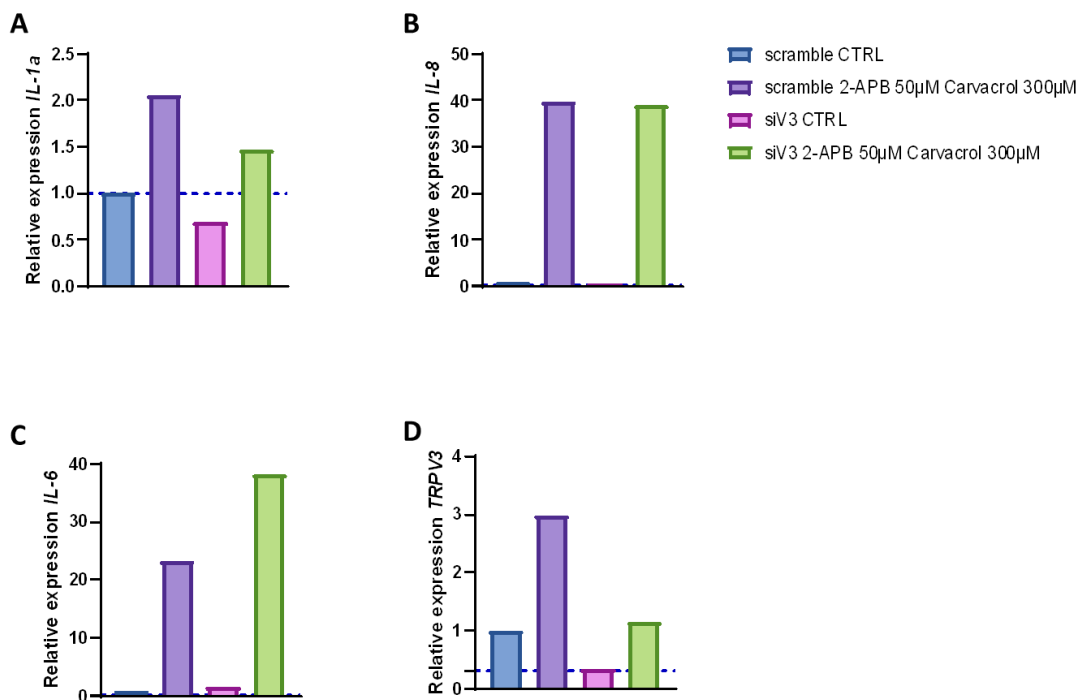 A
Relative expression IL-1a
2.5
2.0
1.5
1.0
0.5
0.0
B
Relative expression IL-8
50
40
30
20
10
0
scramble CTRL
scramble 2-APB 50µM Carvacrol 300µM
siV3 CTRL
siV3 2-APB 50µM Carvacrol 300µM
C
Relative expression IL-6
40
30
20
10
0
D
Relative expression TRPV3
4
3
2
1
0